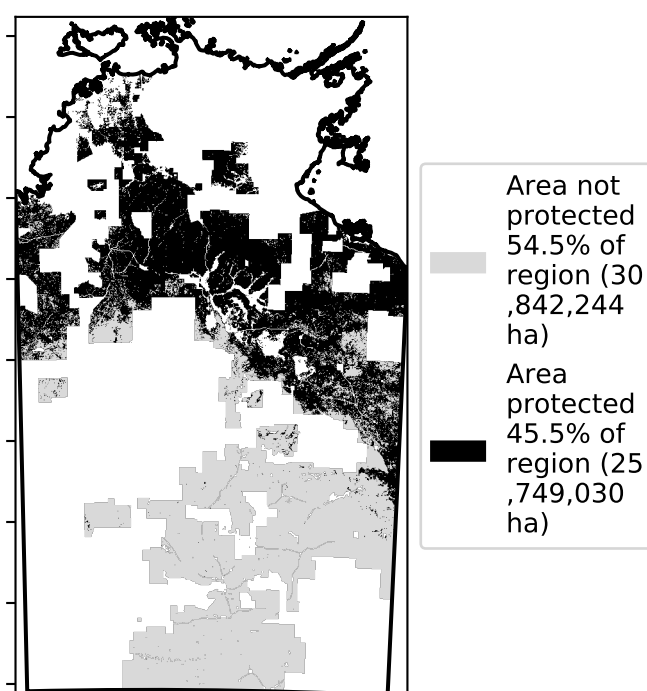 Area not
protected
54.5% of
region (30
,842,244
ha)
Area
protected
45.5% of
region (25
,749,030
ha)